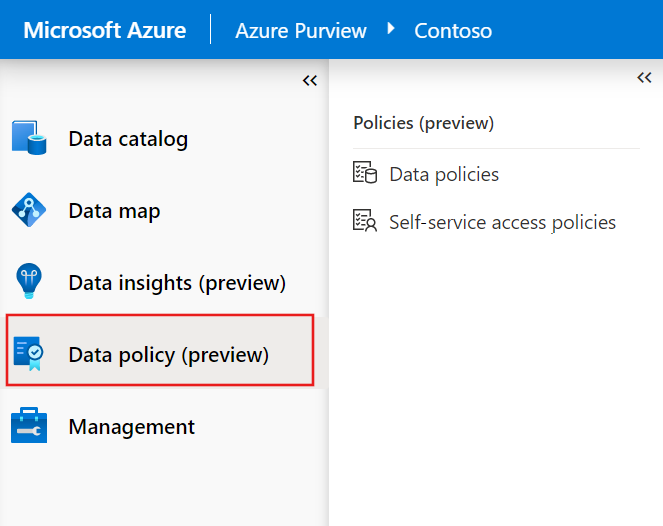 Microsoft Azure Azure Purview Contoso
Data catalog
Data map
Data insights (preview)
Data policy (preview)
Management
Policies (preview)
Data policies
Self-service access policies